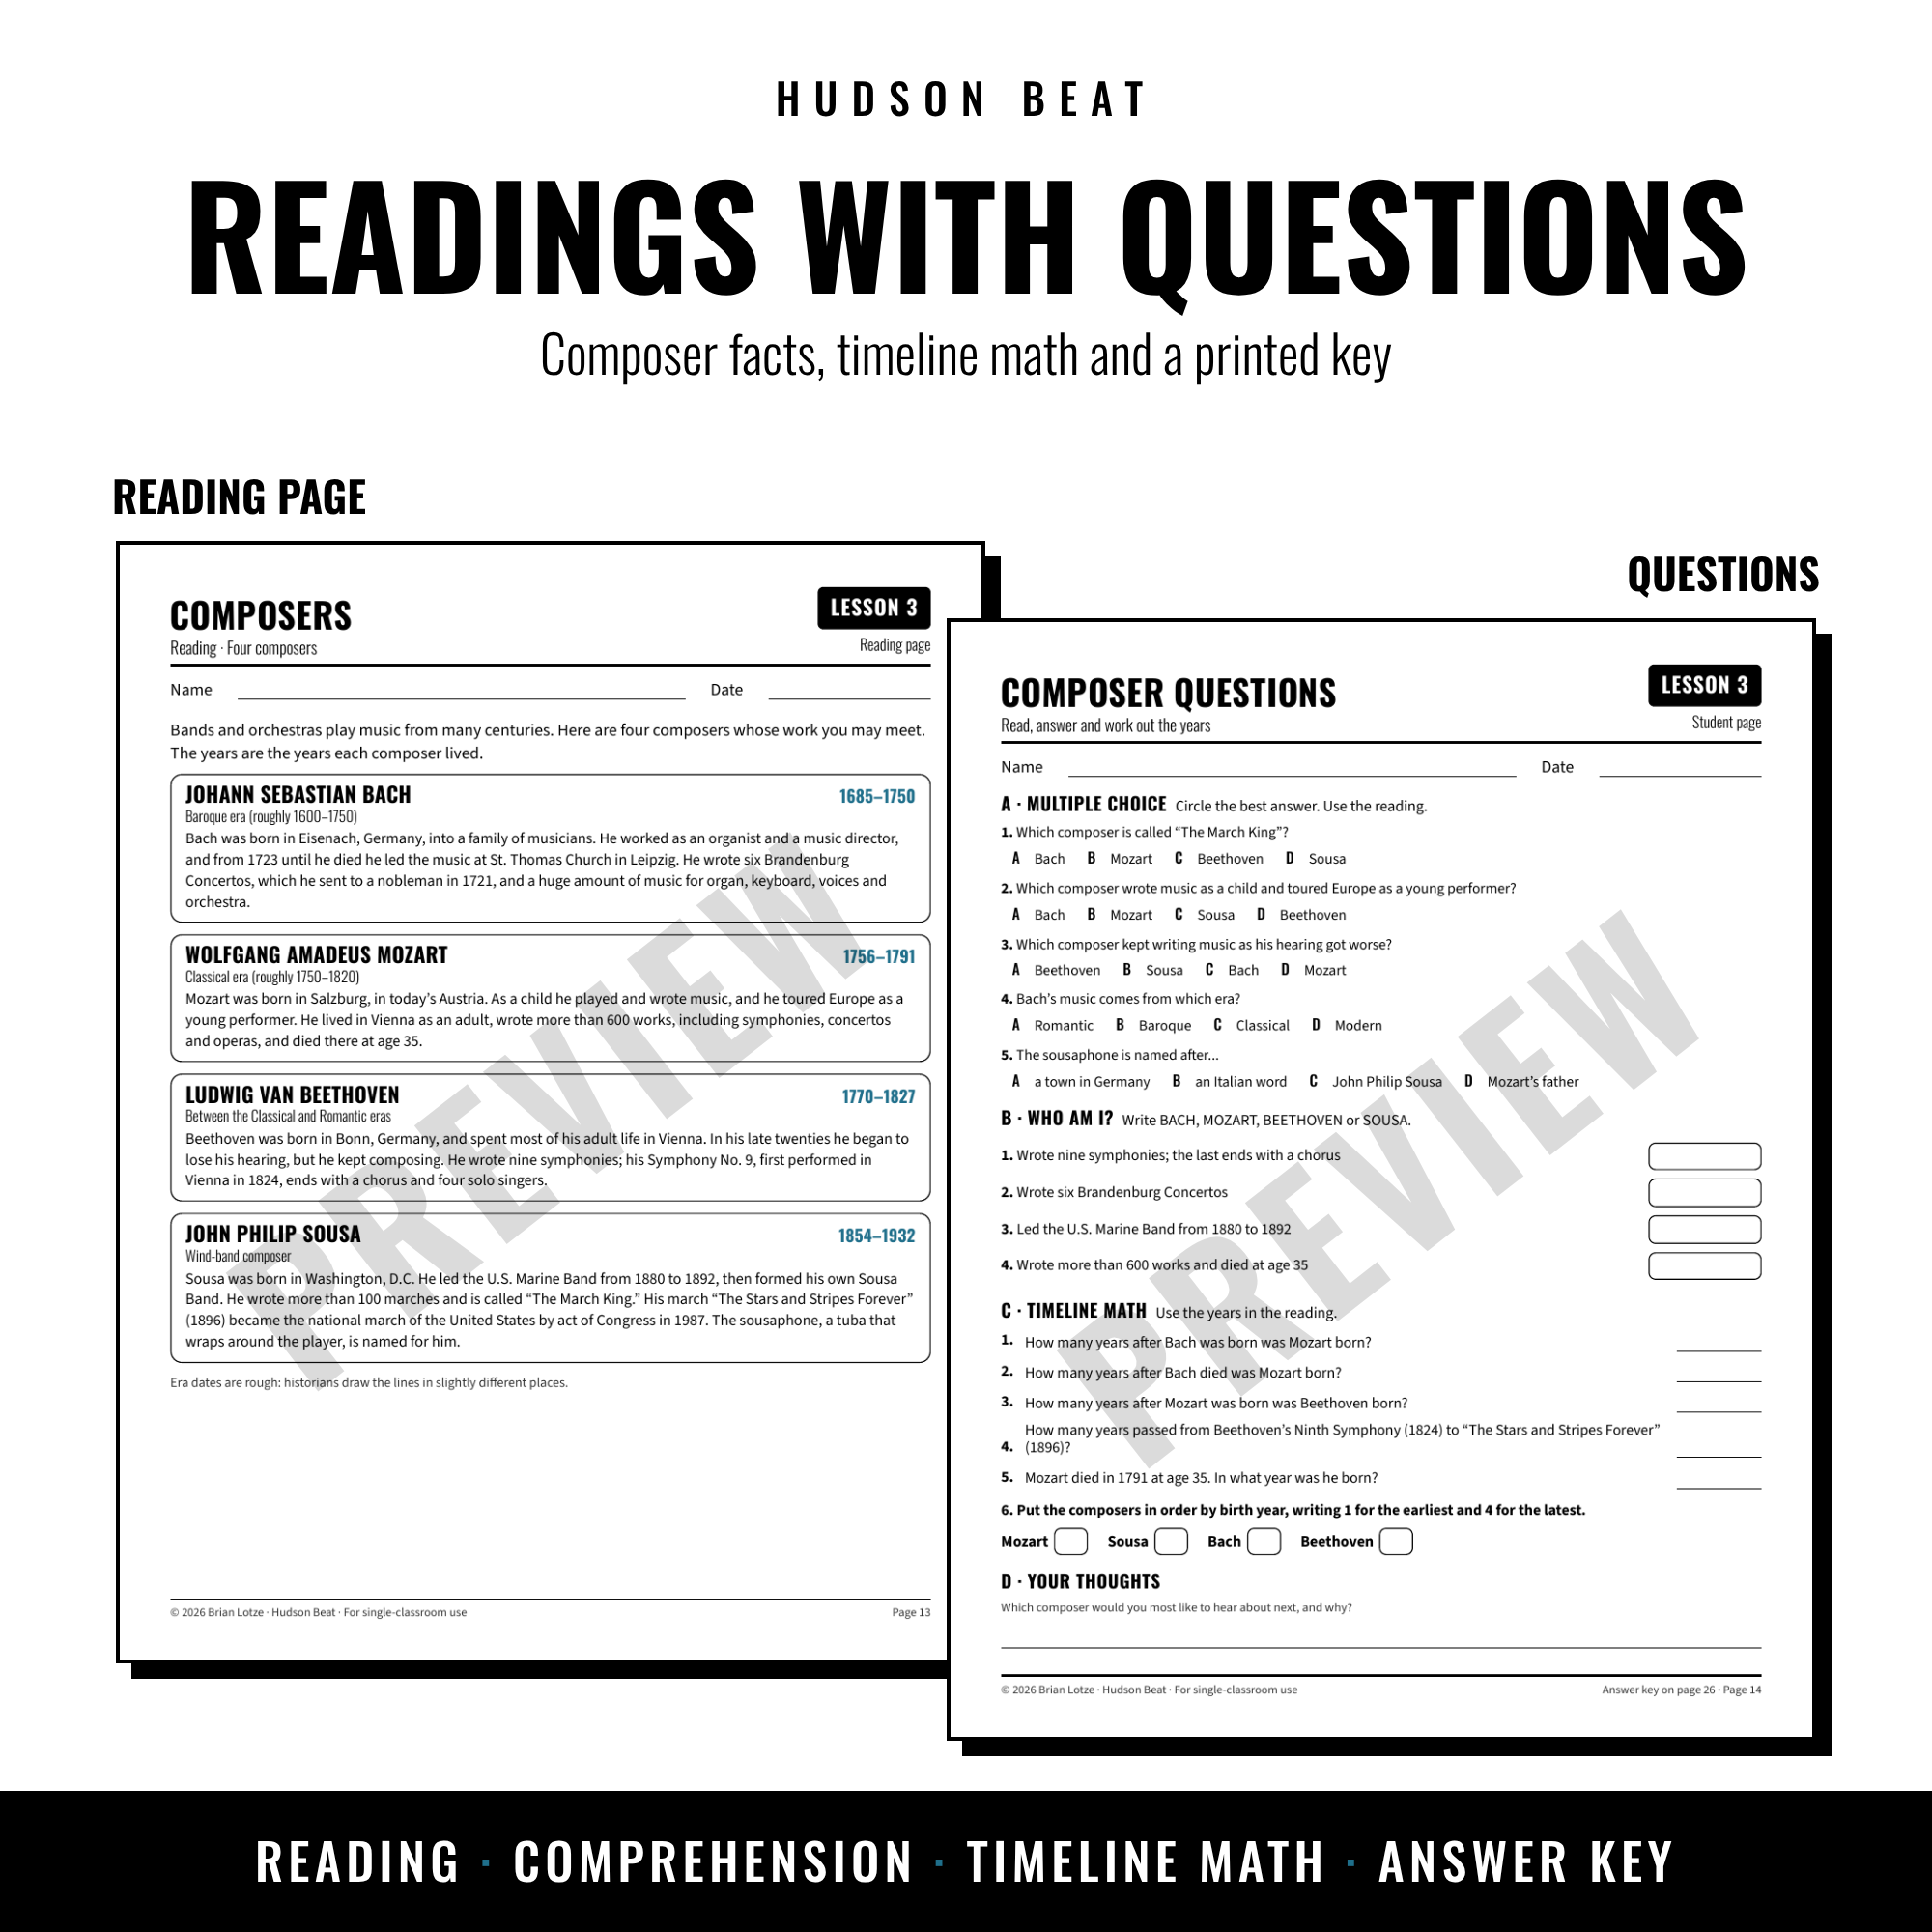 HUDSON BEAT
READINGS WITH QUESTIONS
Composer facts, timeline math and a printed key
READING PAGE
COMPOSERS
LESSON 3
Reading · Four composers
Reading page
Name
Date
Bands and orchestras play music from many centuries. Here are four composers whose work you may meet.
The years are the years each composer lived.
JOHANN SEBASTIAN BACH
1685–1750
Baroque era (roughly 1600–1750)
Bach was born in Eisenach, Germany, into a family of musicians. He worked as an organist and a music director,
and from 1723 until he died he led the music at St. Thomas Church in Leipzig. He wrote six Brandenburg
Concertos, which he sent to a nobleman in 1721, and a huge amount of music for organ, keyboard, voices and
orchestra.
WOLFGANG AMADEUS MOZART
1756–1791
Classical era (roughly 1750–1820)
Mozart was born in Salzburg, in today’s Austria. As a child he played and wrote music, and he toured Europe as a
young performer. He lived in Vienna as an adult, wrote more than 600 works, including symphonies, concertos
and operas, and died there at age 35.
LUDWIG VAN BEETHOVEN
1770–1827
Between the Classical and Romantic eras
Beethoven was born in Bonn, Germany, and spent most of his adult life in Vienna. In his late twenties he began to
lose his hearing, but he kept composing. He wrote nine symphonies; his Symphony No. 9, first performed in
Vienna in 1824, ends with a chorus and four solo singers.
JOHN PHILIP SOUSA
1854–1932
Wind-band composer
Sousa was born in Washington, D.C. He led the U.S. Marine Band from 1880 to 1892, then formed his own Sousa
Band. He wrote more than 100 marches and is called “The March King.” His march “The Stars and Stripes Forever”
(1896) became the national march of the United States by act of Congress in 1987. The sousaphone, a tuba that
wraps around the player, is named for him.
Era dates are rough: historians draw the lines in slightly different places.
© 2026 Brian Lotze · Hudson Beat · For single-classroom use
Page 13
PREVIEW
QUESTIONS
COMPOSER QUESTIONS
LESSON 3
Read, answer and work out the years
Student page
Name
Date
A · MULTIPLE CHOICE Circle the best answer. Use the reading.
1. Which composer is called “The March King”?
A Bach B Mozart C Beethoven D Sousa
2. Which composer wrote music as a child and toured Europe as a young performer?
A Bach B Mozart C Sousa D Beethoven
3. Which composer kept writing music as his hearing got worse?
A Beethoven B Sousa C Bach D Mozart
4. Bach’s music comes from which era?
A Romantic B Baroque C Classical D Modern
5. The sousaphone is named after...
A a town in Germany B an Italian word C John Philip Sousa D Mozart’s father
B · WHO AM I? Write BACH, MOZART, BEETHOVEN or SOUSA.
1. Wrote nine symphonies; the last ends with a chorus
2. Wrote six Brandenburg Concertos
3. Led the U.S. Marine Band from 1880 to 1892
4. Wrote more than 600 works and died at age 35
C · TIMELINE MATH Use the years in the reading.
1. How many years after Bach was born was Mozart born?
2. How many years after Bach died was Mozart born?
3. How many years after Mozart was born was Beethoven born?
How many years passed from Beethoven’s Ninth Symphony (1824) to “The Stars and Stripes Forever”
4. (1896)?
5. Mozart died in 1791 at age 35. In what year was he born?
6. Put the composers in order by birth year, writing 1 for the earliest and 4 for the latest.
Mozart Sousa Bach Beethoven
D · YOUR THOUGHTS
Which composer would you most like to hear about next, and why?
© 2026 Brian Lotze · Hudson Beat · For single-classroom use
Answer key on page 26 · Page 14
PREVIEW
READING · COMPREHENSION · TIMELINE MATH · ANSWER KEY